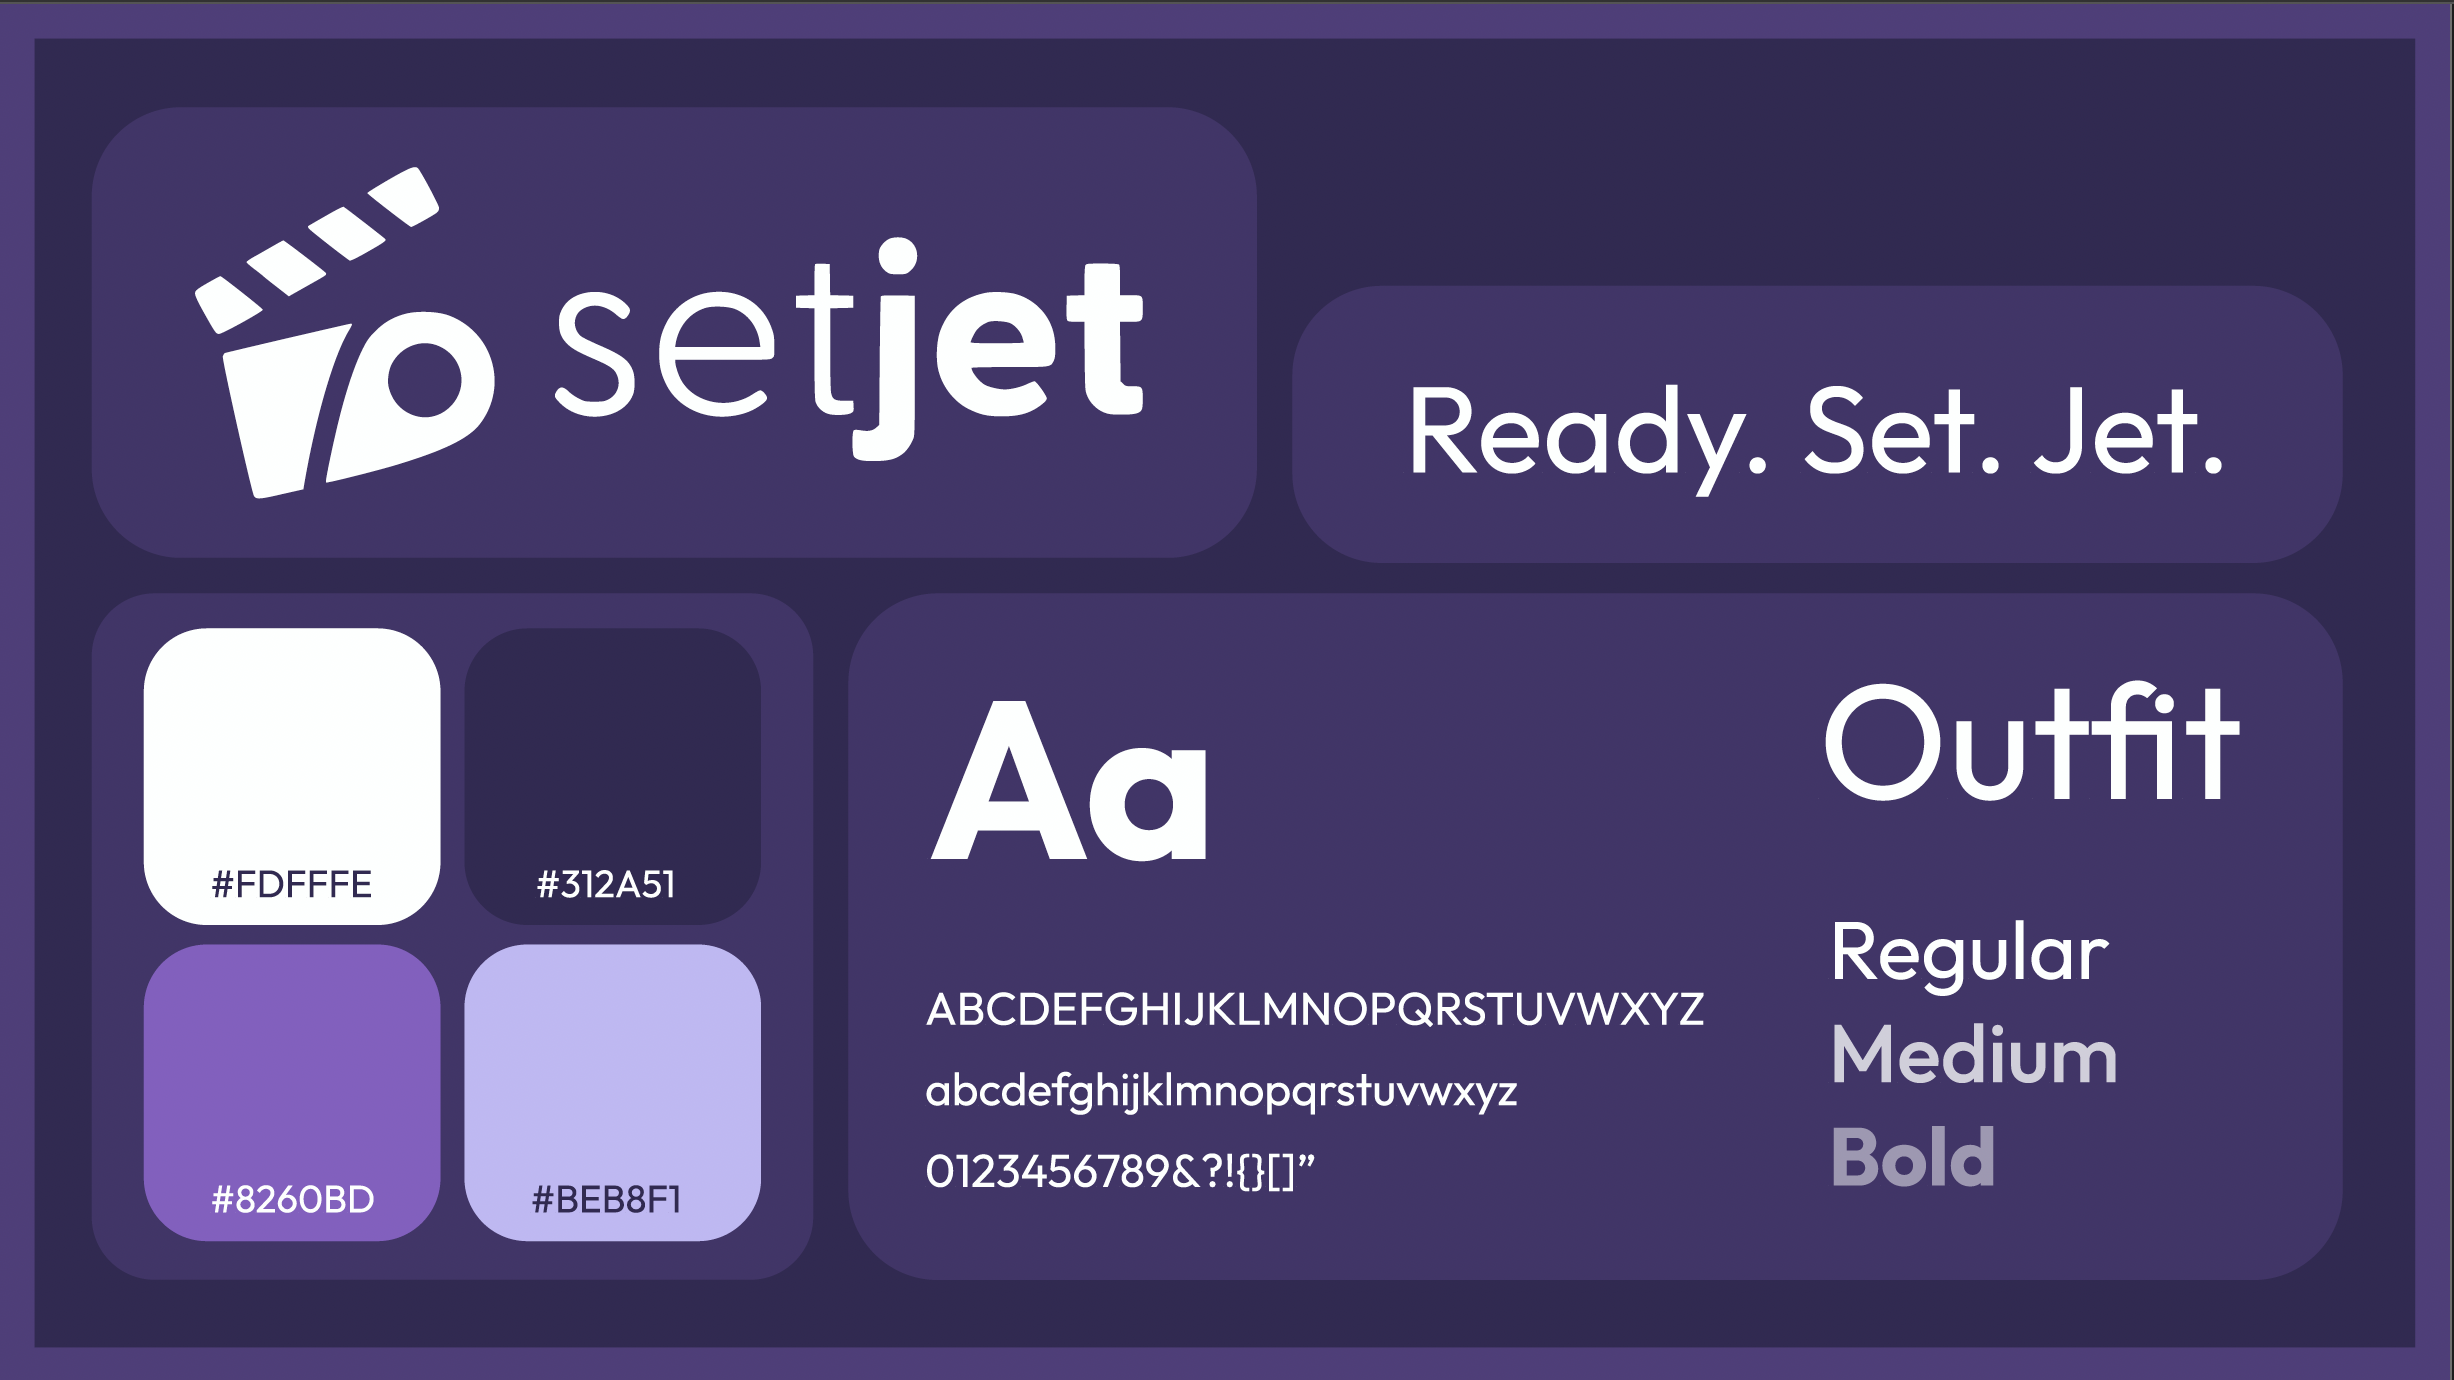 setjet
Ready. Set. Jet.
#FDFFFE
#312A51
#8260BD
#BEB8F1
Aa
ABCDEFGHIJKLMNOPQRSTUVWXYZ
abcdefghijklmnopqrstuvwxyz
0123456789&?!{}[]”
Outfit
Regular
Medium
Bold